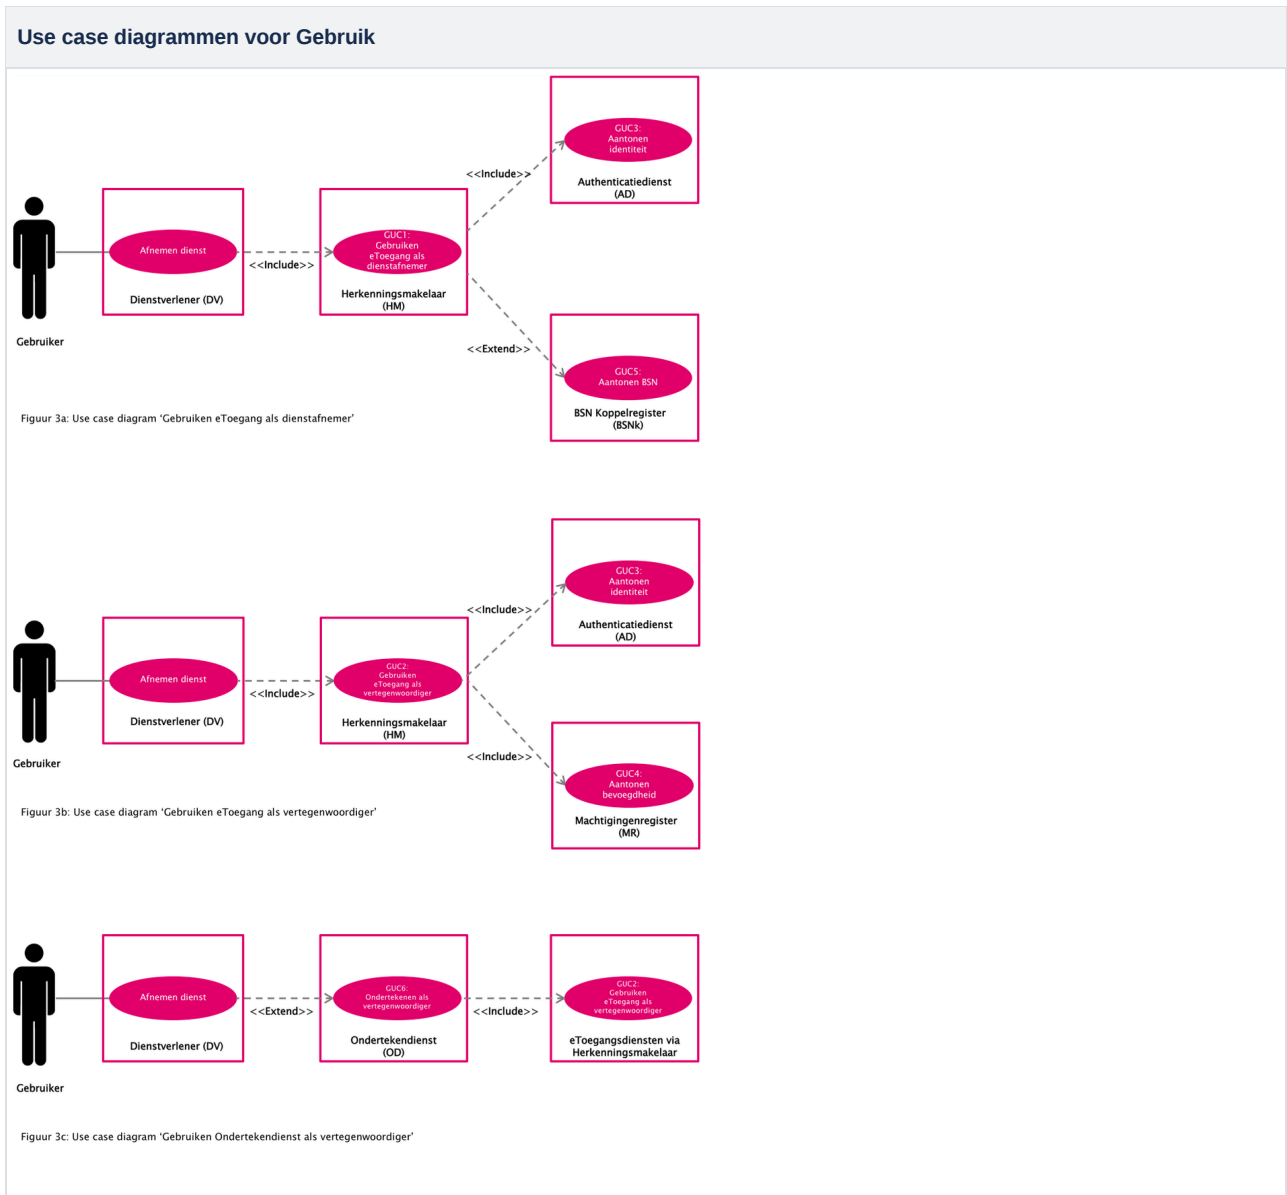 Use case diagrammen voor Gebruik
GUC3:
Aantonen
identiteit
<<Include>>
Authenticatiedienst
(AD)
Afnemen dienst
GUC1:
Gebruiken
eToegang als
dienstafnemer
<<Include>>
Dienstverlener (DV)
Herkenningsmakelaar
(HM)
Gebruiker
<<Extend>>
GUC5:
Aantonen BSN
BSN Koppelregister
(BSNk)
Figuur 3a: Use case diagram ‘Gebruiken eToegang als dienstafnemer’
GUC3:
Aantonen
identiteit
<<Include>>
Authenticatiedienst
(AD)
Afnemen dienst
GUC2:
Gebruiken
eToegang als
vertegenwoordiger
<<Include>>
Dienstverlener (DV)
Herkenningsmakelaar
(HM)
Gebruiker
<<Include>>
GUC4:
Aantonen
bevoegdheid
Machtigingenregister
(MR)
Figuur 3b: Use case diagram ‘Gebruiken eToegang als vertegenwoordiger’
Afnemen dienst
GUC6:
Ondertekenen als
vertegenwoordiger
GUC2:
Gebruiken
eToegang als
vertegenwoordiger
<<Extend>>
<<Include>>
Dienstverlener (DV)
Ondertekendienst
(OD)
eToegangsdiensten via
Herkenningsmakelaar
Gebruiker
Figuur 3c: Use case diagram ‘Gebruiken Ondertekendienst als vertegenwoordiger’